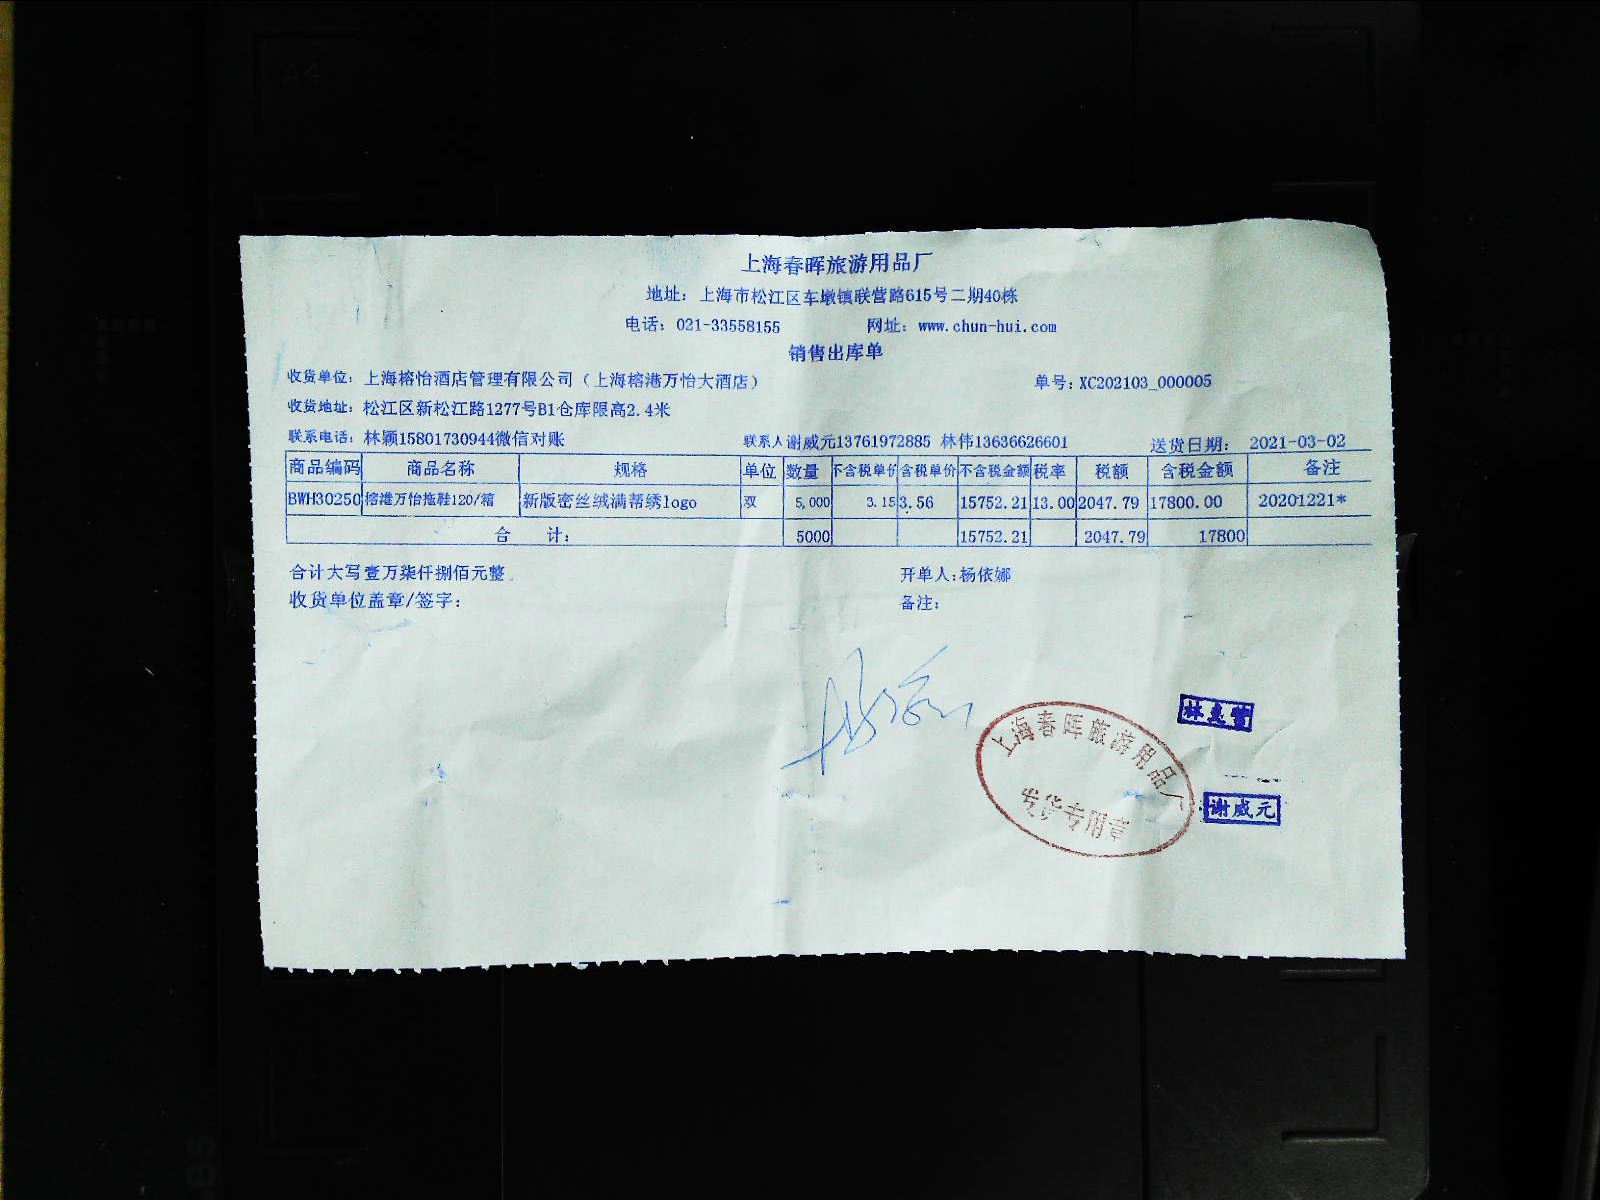 上海春晖旅游用品厂
地址：上海市松江区车墩镇联营路615号二期40栋
电话：021-33558155 网址：www.chun-hui.com
销售出库单
收货单位：上海榕怡酒店管理有限公司（上海榕港万怡大酒店） 单号：XC202103_000005
收货地址：松江区新松江路1277号B1仓库限高2.4米
联系电话：林颖15801730944微信对账 联系人谢威元13761972885 林伟13636626601 送货日期： 2021-03-02
商品编码 商品名称 规格 单位 数量 不含税单价 含税单价 不含税金额 税率 税额 含税金额 备注
BWH30250 榕港万怡拖鞋120/箱 新版密丝绒满帮绣logo 双 5,000 3.15 3.56 15752.21 13.00 2047.79 17800.00 20201221*
合 计： 5000 15752.21 2047.79 17800
合计大写壹万柒仟捌佰元整 开单人：杨依娜
收货单位盖章/签字： 备注：
上海春晖旅游用品厂
发货专用章
谢威元